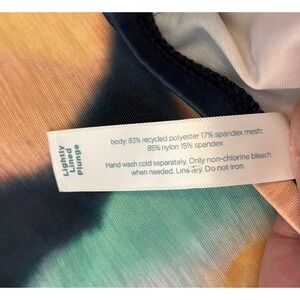 Lightly
Lined
Plunge
body: 83% recycled polyester 17% spandex mesh:
85% nylon 15% spandex
Hand wash cold separately. Only non-chlorine bleach
when needed. Line dry. Do not iron.